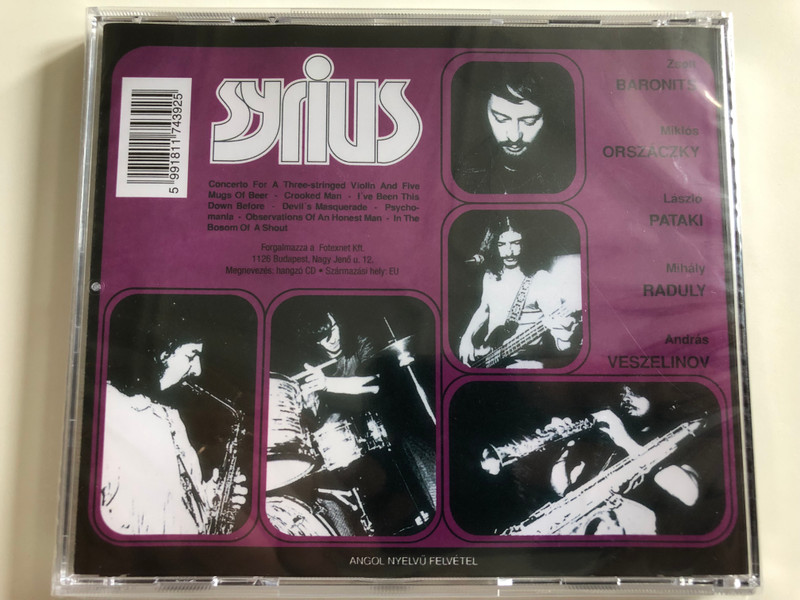 syrius
5 991811 743925
Concerto For A Three-stringed Violin And Five
Mugs Of Beer - Crooked Man - I´ve Been This
Down Before - Devil´s Masquerade - Psycho-
mania - Observations Of An Honest Man - In The
Bosom Of A Shout
Forgalmazza a Fotexnet Kft.
1126 Budapest, Nagy Jenő u. 12.
Megnevezés: hangzó CD • Származási hely: EU
Zsolt
BARONITS
Miklós
ORSZÁCZKY
László
PATAKI
Mihály
RADULY
András
VESZELINOV
ANGOL NYELVŰ FELVÉTEL